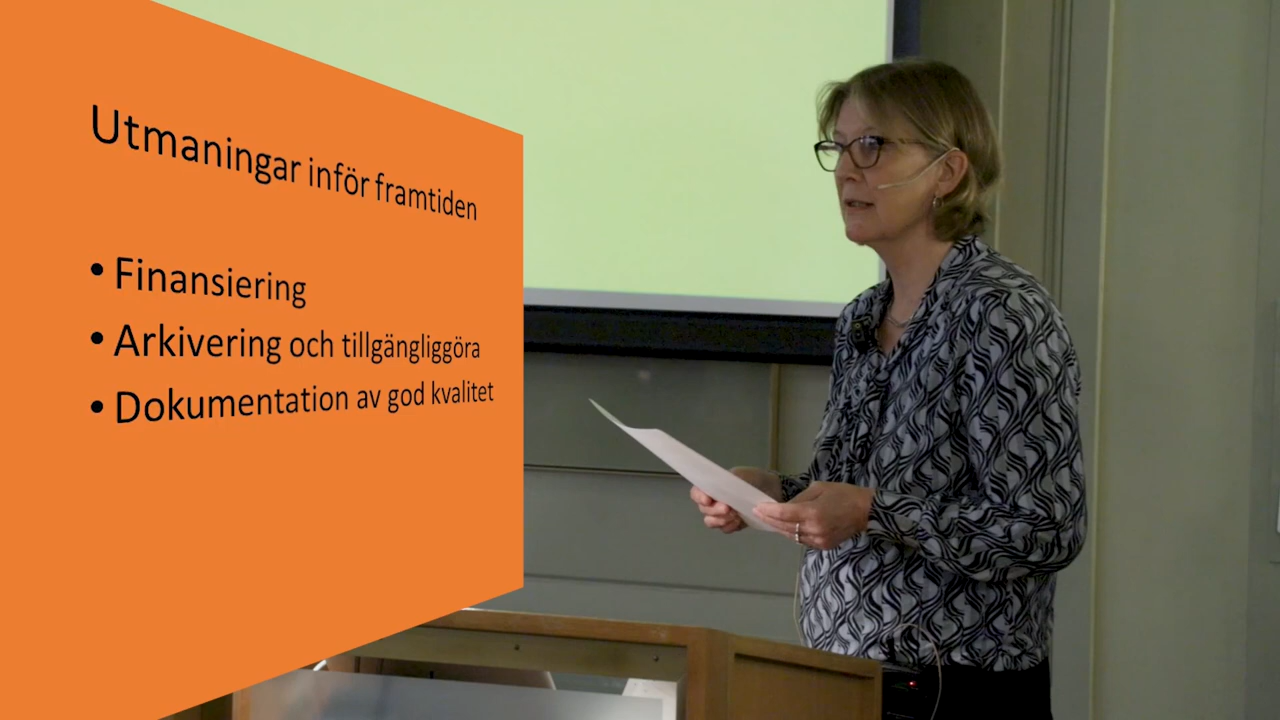 Utmaningar inför framtiden
• Finansiering
• Arkivering och tillgängliggöra
• Dokumentation av god kvalitet